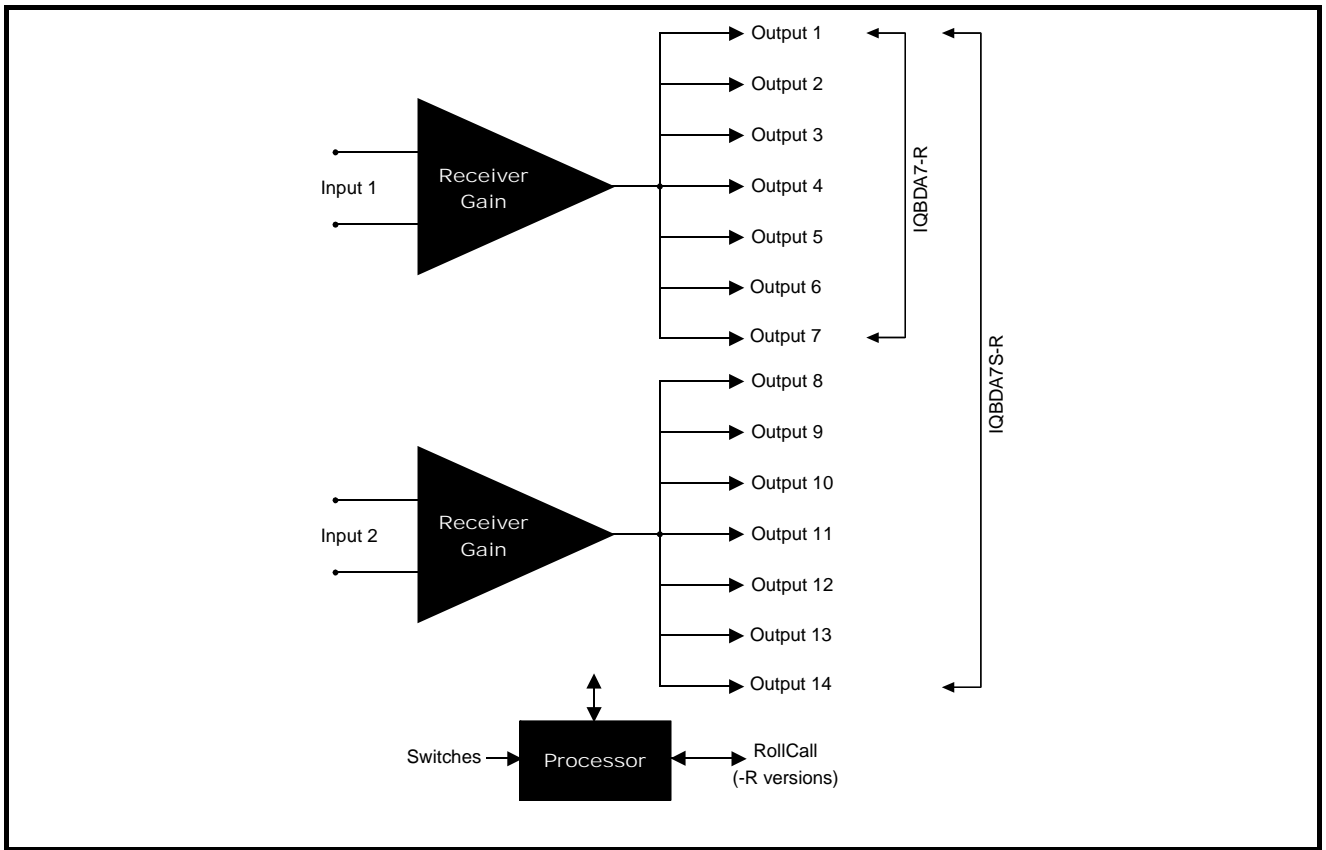 Output 1
Output 2
Output 3
Input 1
Receiver
Gain
Output 4
Output 5
Output 6
Output 7
IQBDA7-R
Output 8
Output 9
Output 10
Input 2
Receiver
Gain
Output 11
Output 12
Output 13
Output 14
IQBDA7S-R
Switches
Processor
RollCall
(-R versions)